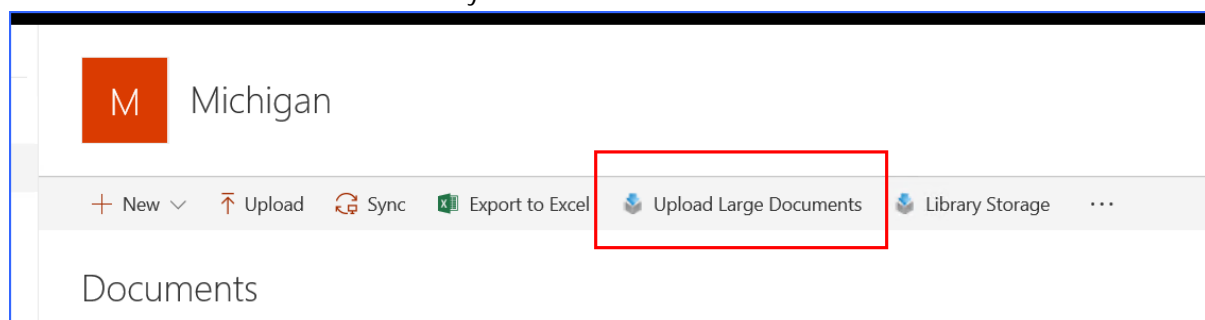 M Michigan
New Upload Sync Export to Excel Upload Large Documents Library Storage ...
Documents